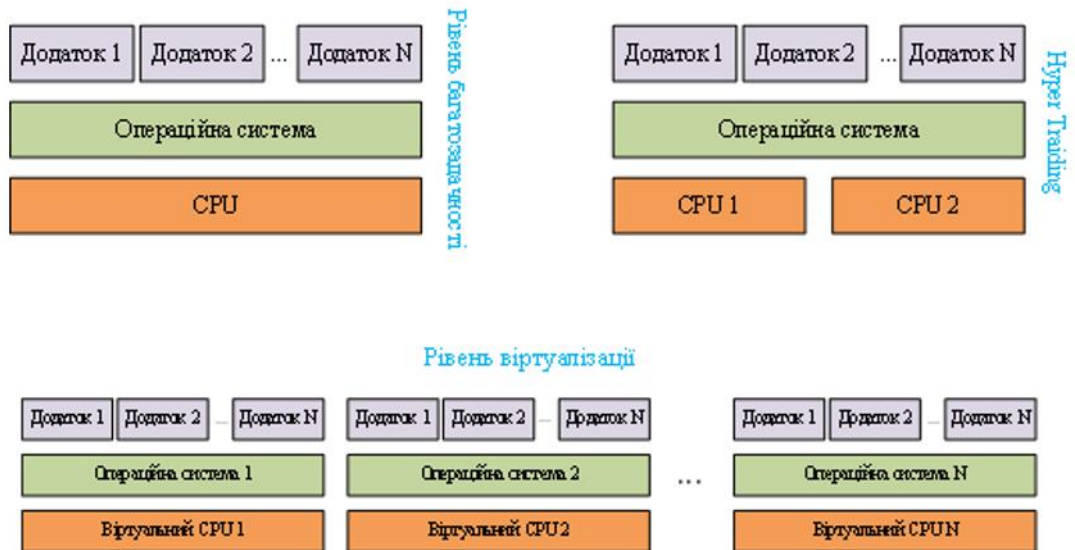 Додаток 1 Додаток 2 ... Додаток N
Операційна система
CPU
Рівень багатозадачності
Додаток 1 Додаток 2 ... Додаток N
Операційна система
CPU 1 CPU 2
Hyper Traiding
Рівень віртуалізації
Додаток 1 Додаток 2 ... Додаток N
Операційна система 1
Віртуальний CPU 1
Додаток 1 Додаток 2 ... Додаток N
Операційна система 2
Віртуальний CPU 2
...
Додаток 1 Додаток 2 ... Додаток N
Операційна система N
Віртуальний CPU N